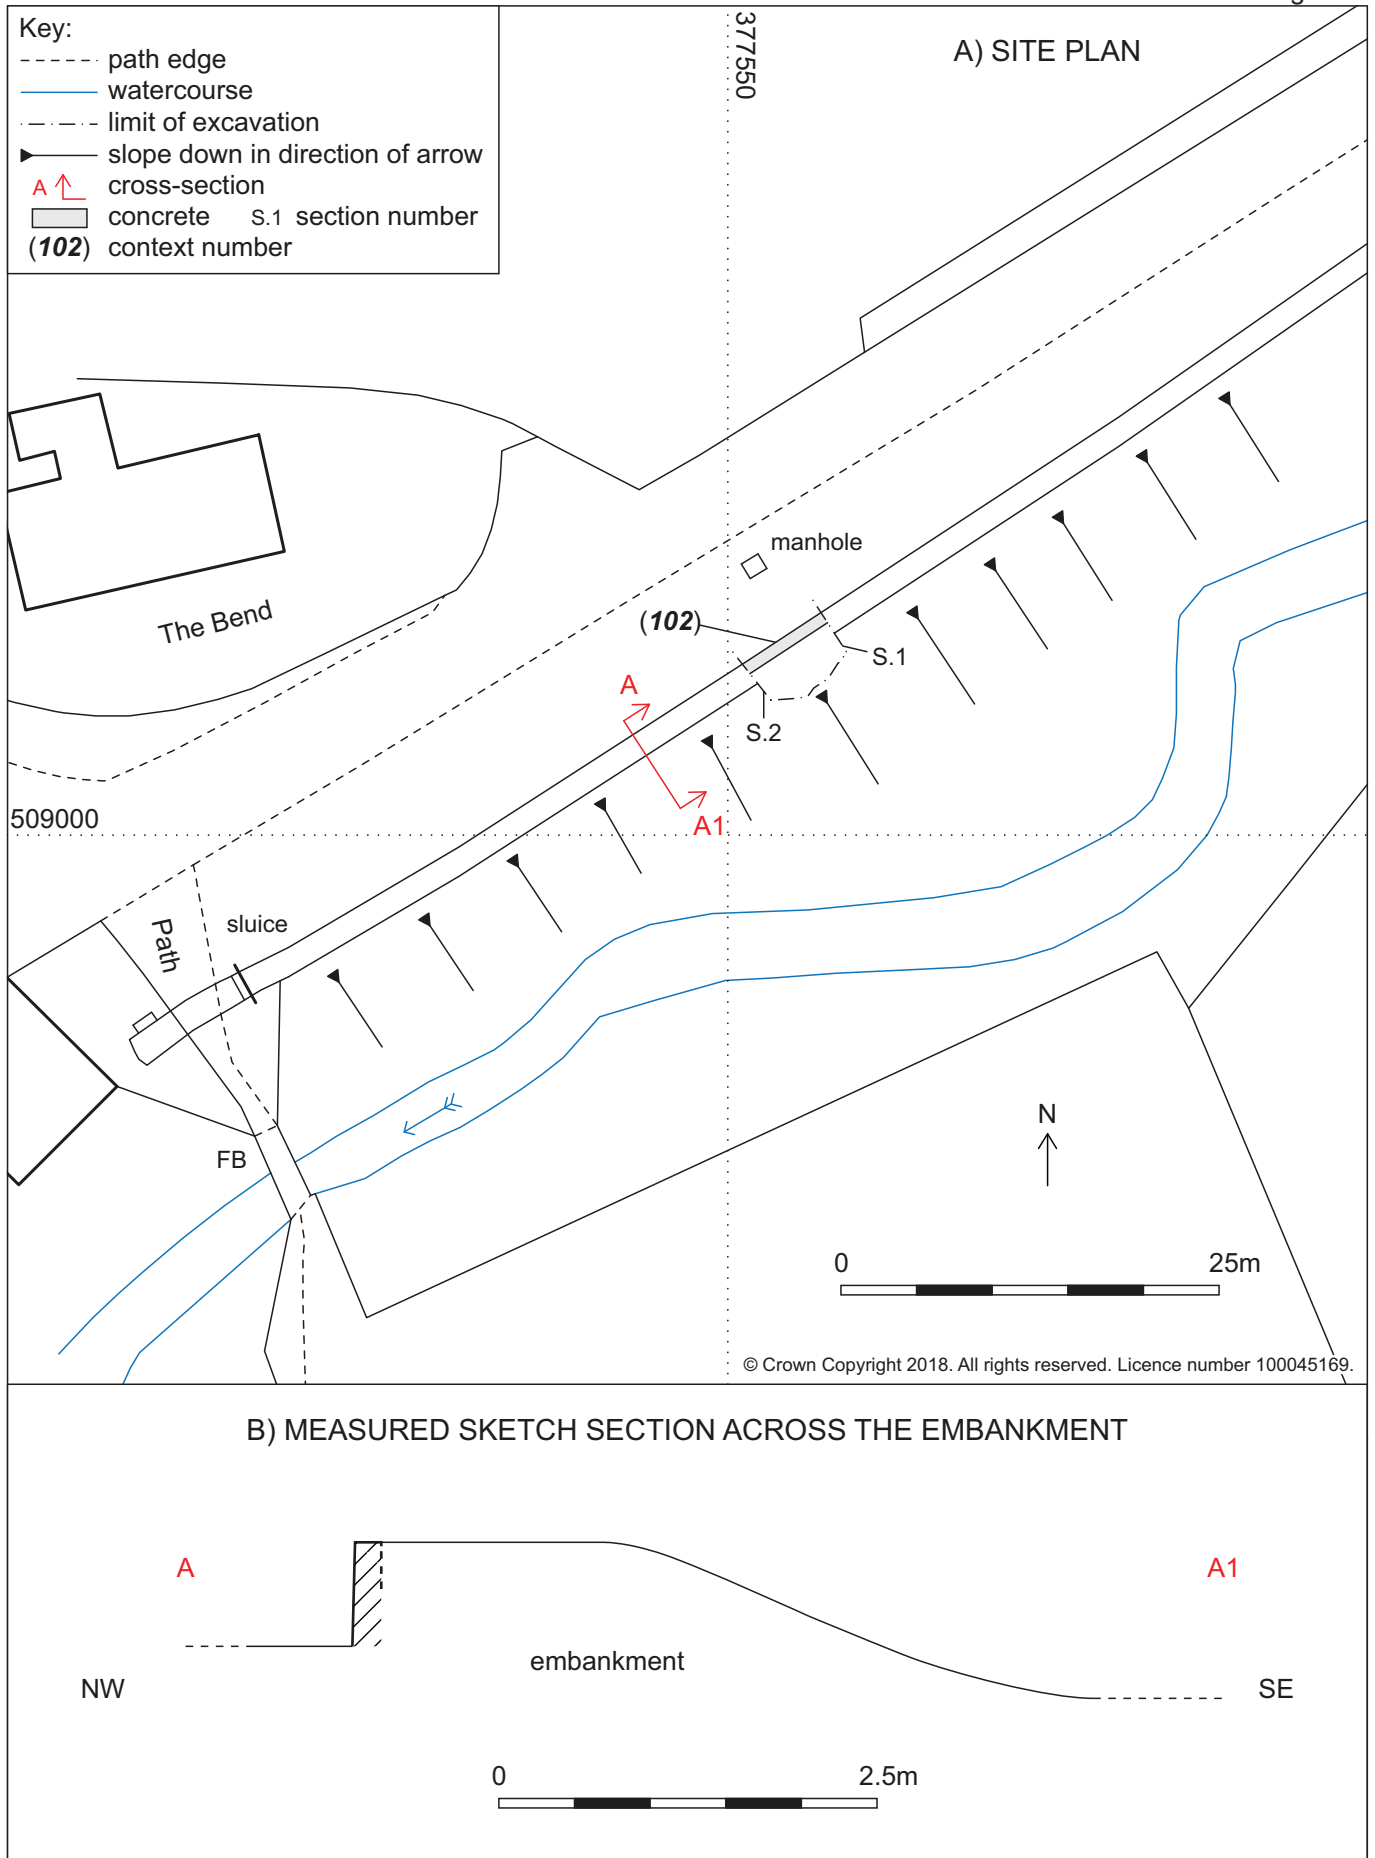 Key:
path edge
watercourse
limit of excavation
slope down in direction of arrow
A cross-section
concrete S.1 section number
(102) context number
377550
A) SITE PLAN
manhole
(102)
The Bend
S.1
A
S.2
509000
A1
Path
sluice
FB
N
0 25m
© Crown Copyright 2018. All rights reserved. Licence number 100045169.
B) MEASURED SKETCH SECTION ACROSS THE EMBANKMENT
A A1
embankment
NW SE
0 2.5m